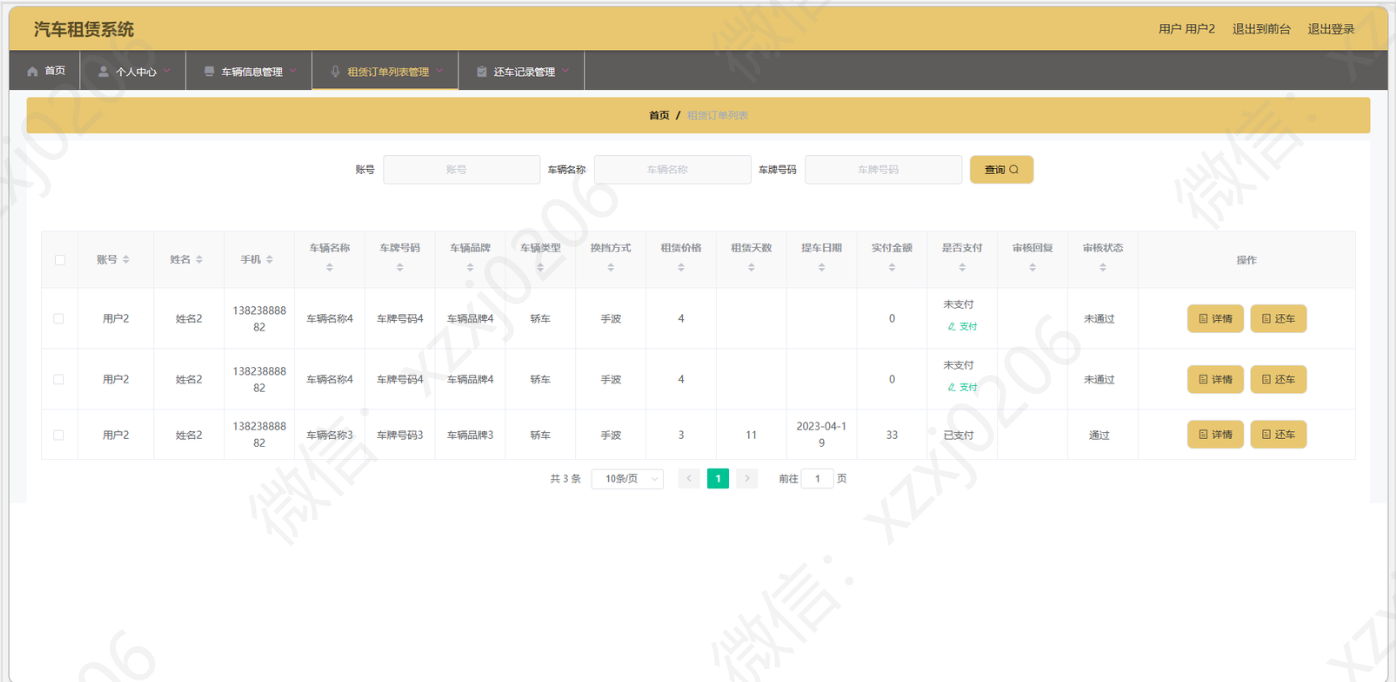 汽车租赁系统 用户 用户2 退出到前台 退出登录
首页 个人中心 车辆信息管理 租赁订单列表管理 还车记录管理
首页 / 租赁订单列表
账号 账号 车辆名称 车辆名称 车牌号码 车牌号码 查询
账号 姓名 手机 车辆名称 车牌号码 车辆品牌 车辆类型 换挡方式 租赁价格 租赁天数 提车日期 实付金额 是否支付 审核回复 审核状态 操作
用户2 姓名2 13823888882 车辆名称4 车牌号码4 车辆品牌4 轿车 手波 4 0 未支付 支付 未通过 详情 还车
用户2 姓名2 13823888882 车辆名称4 车牌号码4 车辆品牌4 轿车 手波 4 0 未支付 支付 未通过 详情 还车
用户2 姓名2 13823888882 车辆名称3 车牌号码3 车辆品牌3 轿车 手波 3 11 2023-04-19 33 已支付 通过 详情 还车
共 3 条 10条/页 1 前往 1 页
微信：xzxj0206
微信：xzxj0206